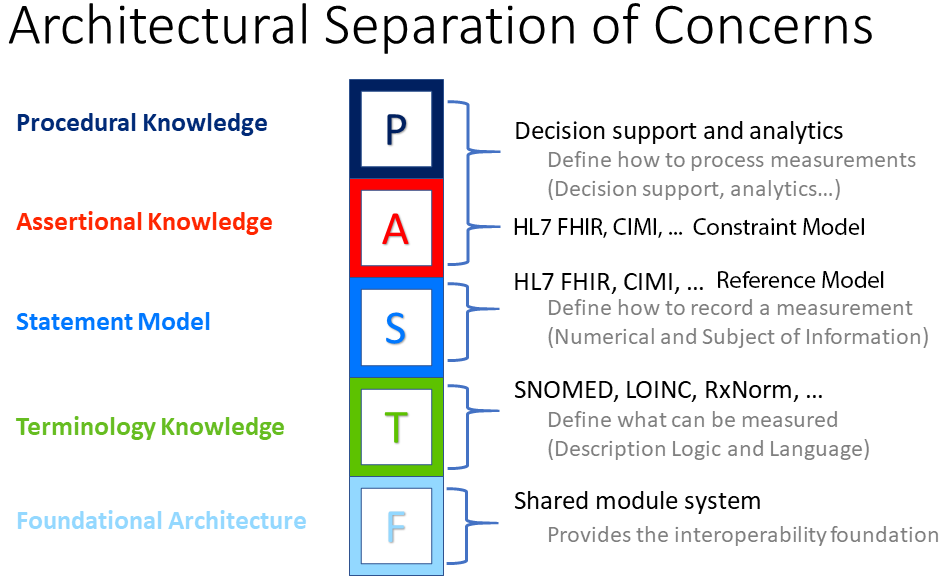 Architectural Separation of Concerns
Procedural Knowledge
P
Decision support and analytics
Define how to process measurements
(Decision support, analytics…)
Assertional Knowledge
A
HL7 FHIR, CIMI, … Constraint Model
HL7 FHIR, CIMI, … Reference Model
Statement Model
S
Define how to record a measurement
(Numerical and Subject of Information)
Terminology Knowledge
T
SNOMED, LOINC, RxNorm, …
Define what can be measured
(Description Logic and Language)
Foundational Architecture
F
Shared module system
Provides the interoperability foundation